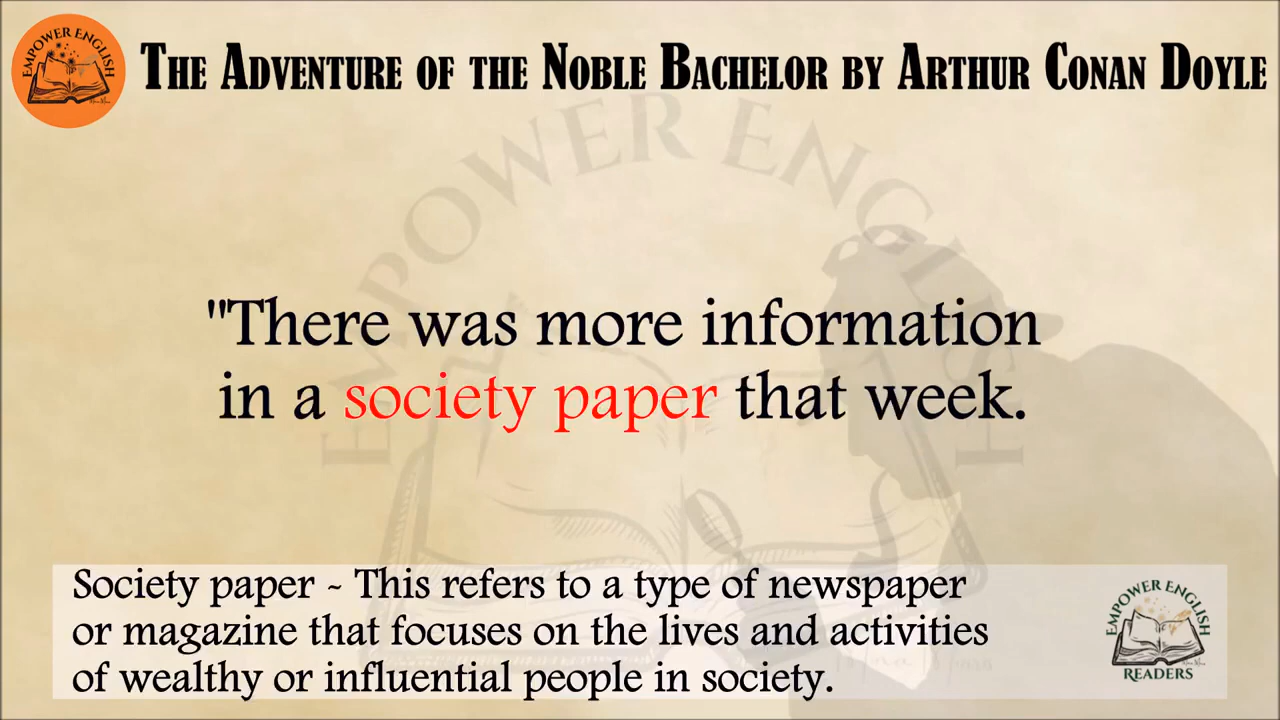 EMPOWER ENGLISH
The Adventure of the Noble Bachelor by Arthur Conan Doyle
EMPOWER ENGLISH
"There was more information
in a society paper that week.
Society paper ~ This refers to a type of newspaper
or magazine that focuses on the lives and activities
of wealthy or influential people in society.
EMPOWER ENGLISH
READERS